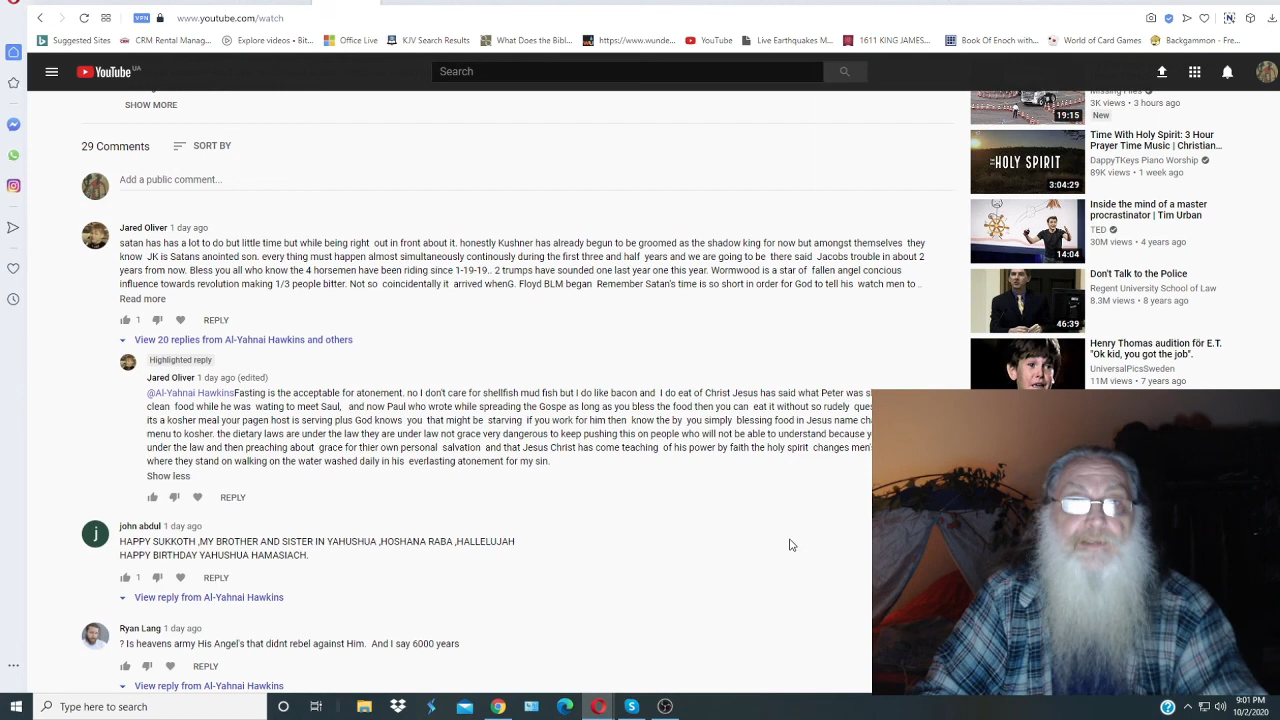 VPN
www.youtube.com/watch
Suggested Sites
CRM Rental Manag...
Explore videos • Bit...
Office Live
KJV Search Results
What Does the Bibl...
https://www.wunde...
YouTube
Live Earthquakes M...
1611 KING JAMES...
Book Of Enoch with...
World of Card Games
Backgammon - Fre...
YouTube UA
Search
SHOW MORE
29 Comments
SORT BY
Add a public comment...
Jared Oliver 1 day ago
satan has has a lot to do but little time but while being right out in front about it. honestly Kushner has already begun to be groomed as the shadow king for now but amongst themselves they
know JK is Satans anointed son. every thing must happen almost simultaneously continously during the first three and half years and we are going to be there said Jacobs trouble in about 2
years from now. Bless you all who know the 4 horsemen have been riding since 1-19-19.. 2 trumps have sounded one last year one this year. Wormwood is a star of fallen angel concious
influence towards revolution making 1/3 people bitter. Not so coincidentally it arrived whenG. Floyd BLM began Remember Satan's time is so short in order for God to tell his watch men to ..
Read more
1
REPLY
View 20 replies from Al-Yahnai Hawkins and others
Highlighted reply
Jared Oliver 1 day ago (edited)
@Al-Yahnai HawkinsFasting is the acceptable for atonement. no I don't care for shellfish mud fish but I do like bacon and I do eat of Christ Jesus has said what Peter was
clean food while he was wating to meet Saul, and now Paul who wrote while spreading the Gospe as long as you bless the food then you can eat it without so rudely
its a kosher meal your pagen host is serving plus God knows you that might be starving if you work for him then know the by you simply blessing food in Jesus name
menu to kosher. the dietary laws are under the law they are under law not grace very dangerous to keep pushing this on people who will not be able to understand because
under the law and then preaching about grace for thier own personal salvation and that Jesus Christ has come teaching of his power by faith the holy spirit changes
where they stand on walking on the water washed daily in his everlasting atonement for my sin.
Show less
REPLY
john abdul 1 day ago
HAPPY SUKKOTH ,MY BROTHER AND SISTER IN YAHUSHUA ,HOSHANA RABA ,HALLELUJAH
HAPPY BIRTHDAY YAHUSHUA HAMASIACH.
1
REPLY
View reply from Al-Yahnai Hawkins
Ryan Lang 1 day ago
? Is heavens army His Angel's that didnt rebel against Him. And I say 6000 years
REPLY
View reply from Al-Yahnai Hawkins
19:15
3K views • 3 hours ago
New
HOLY SPIRIT
3:04:29
Time With Holy Spirit: 3 Hour
Prayer Time Music | Christian...
DappyTKeys Piano Worship
89K views • 1 week ago
14:04
Inside the mind of a master
procrastinator | Tim Urban
TED
30M views • 4 years ago
46:39
Don't Talk to the Police
Regent University School of Law
8.3M views • 8 years ago
Henry Thomas audition för E.T.
"Ok kid, you got the job".
UniversalPicsSweden
11M views • 7 years ago
Type here to search
9:01 PM
10/2/2020